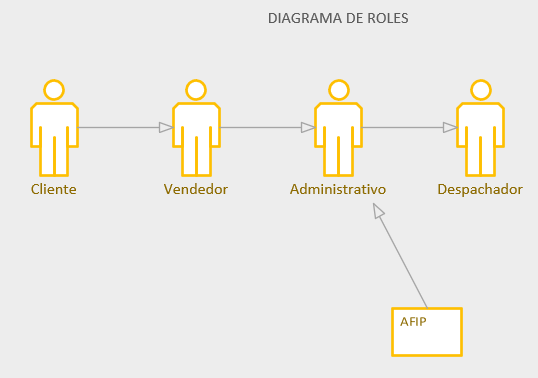 DIAGRAMA DE ROLES
Cliente
Vendedor
Administrativo
Despachador
AFIP